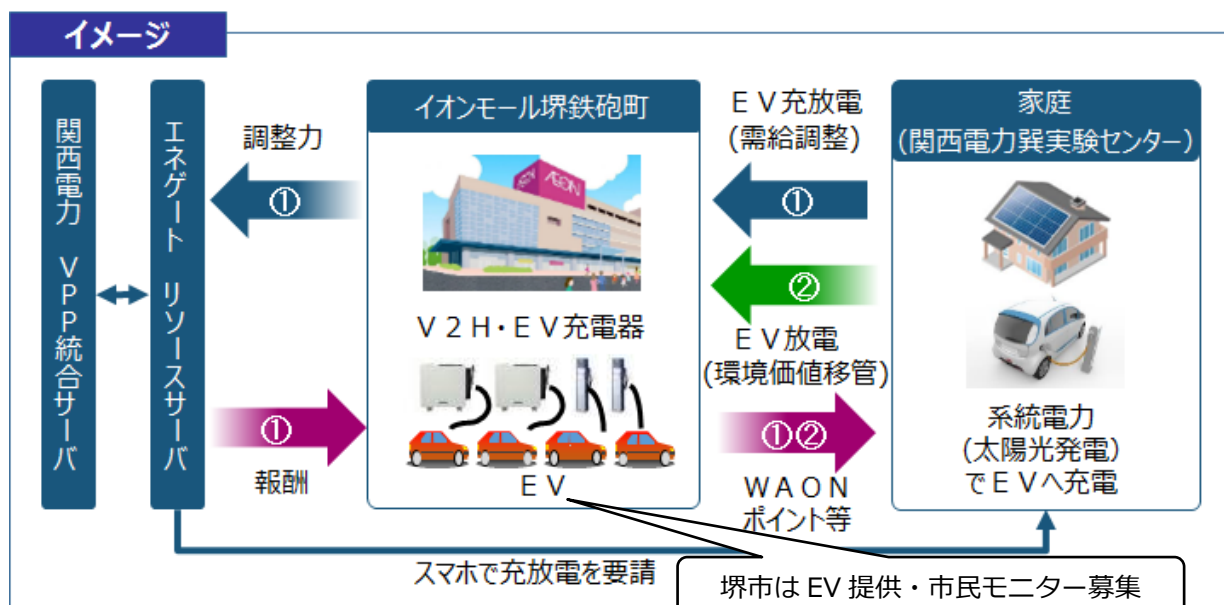 イメージ
関西電力 VPP統合サーバ
エネゲート リソースサーバ
調整力
①
①
報酬
イオンモール堺鉄砲町
AEON
V2H・EV充電器
EV
EV充放電
(需給調整)
①
②
EV放電
(環境価値移管)
①②
WAON
ポイント等
家庭
(関西電力巽実験センター)
系統電力
(太陽光発電)
でEVへ充電
スマホで充放電を要請
堺市は EV 提供・市民モニター募集